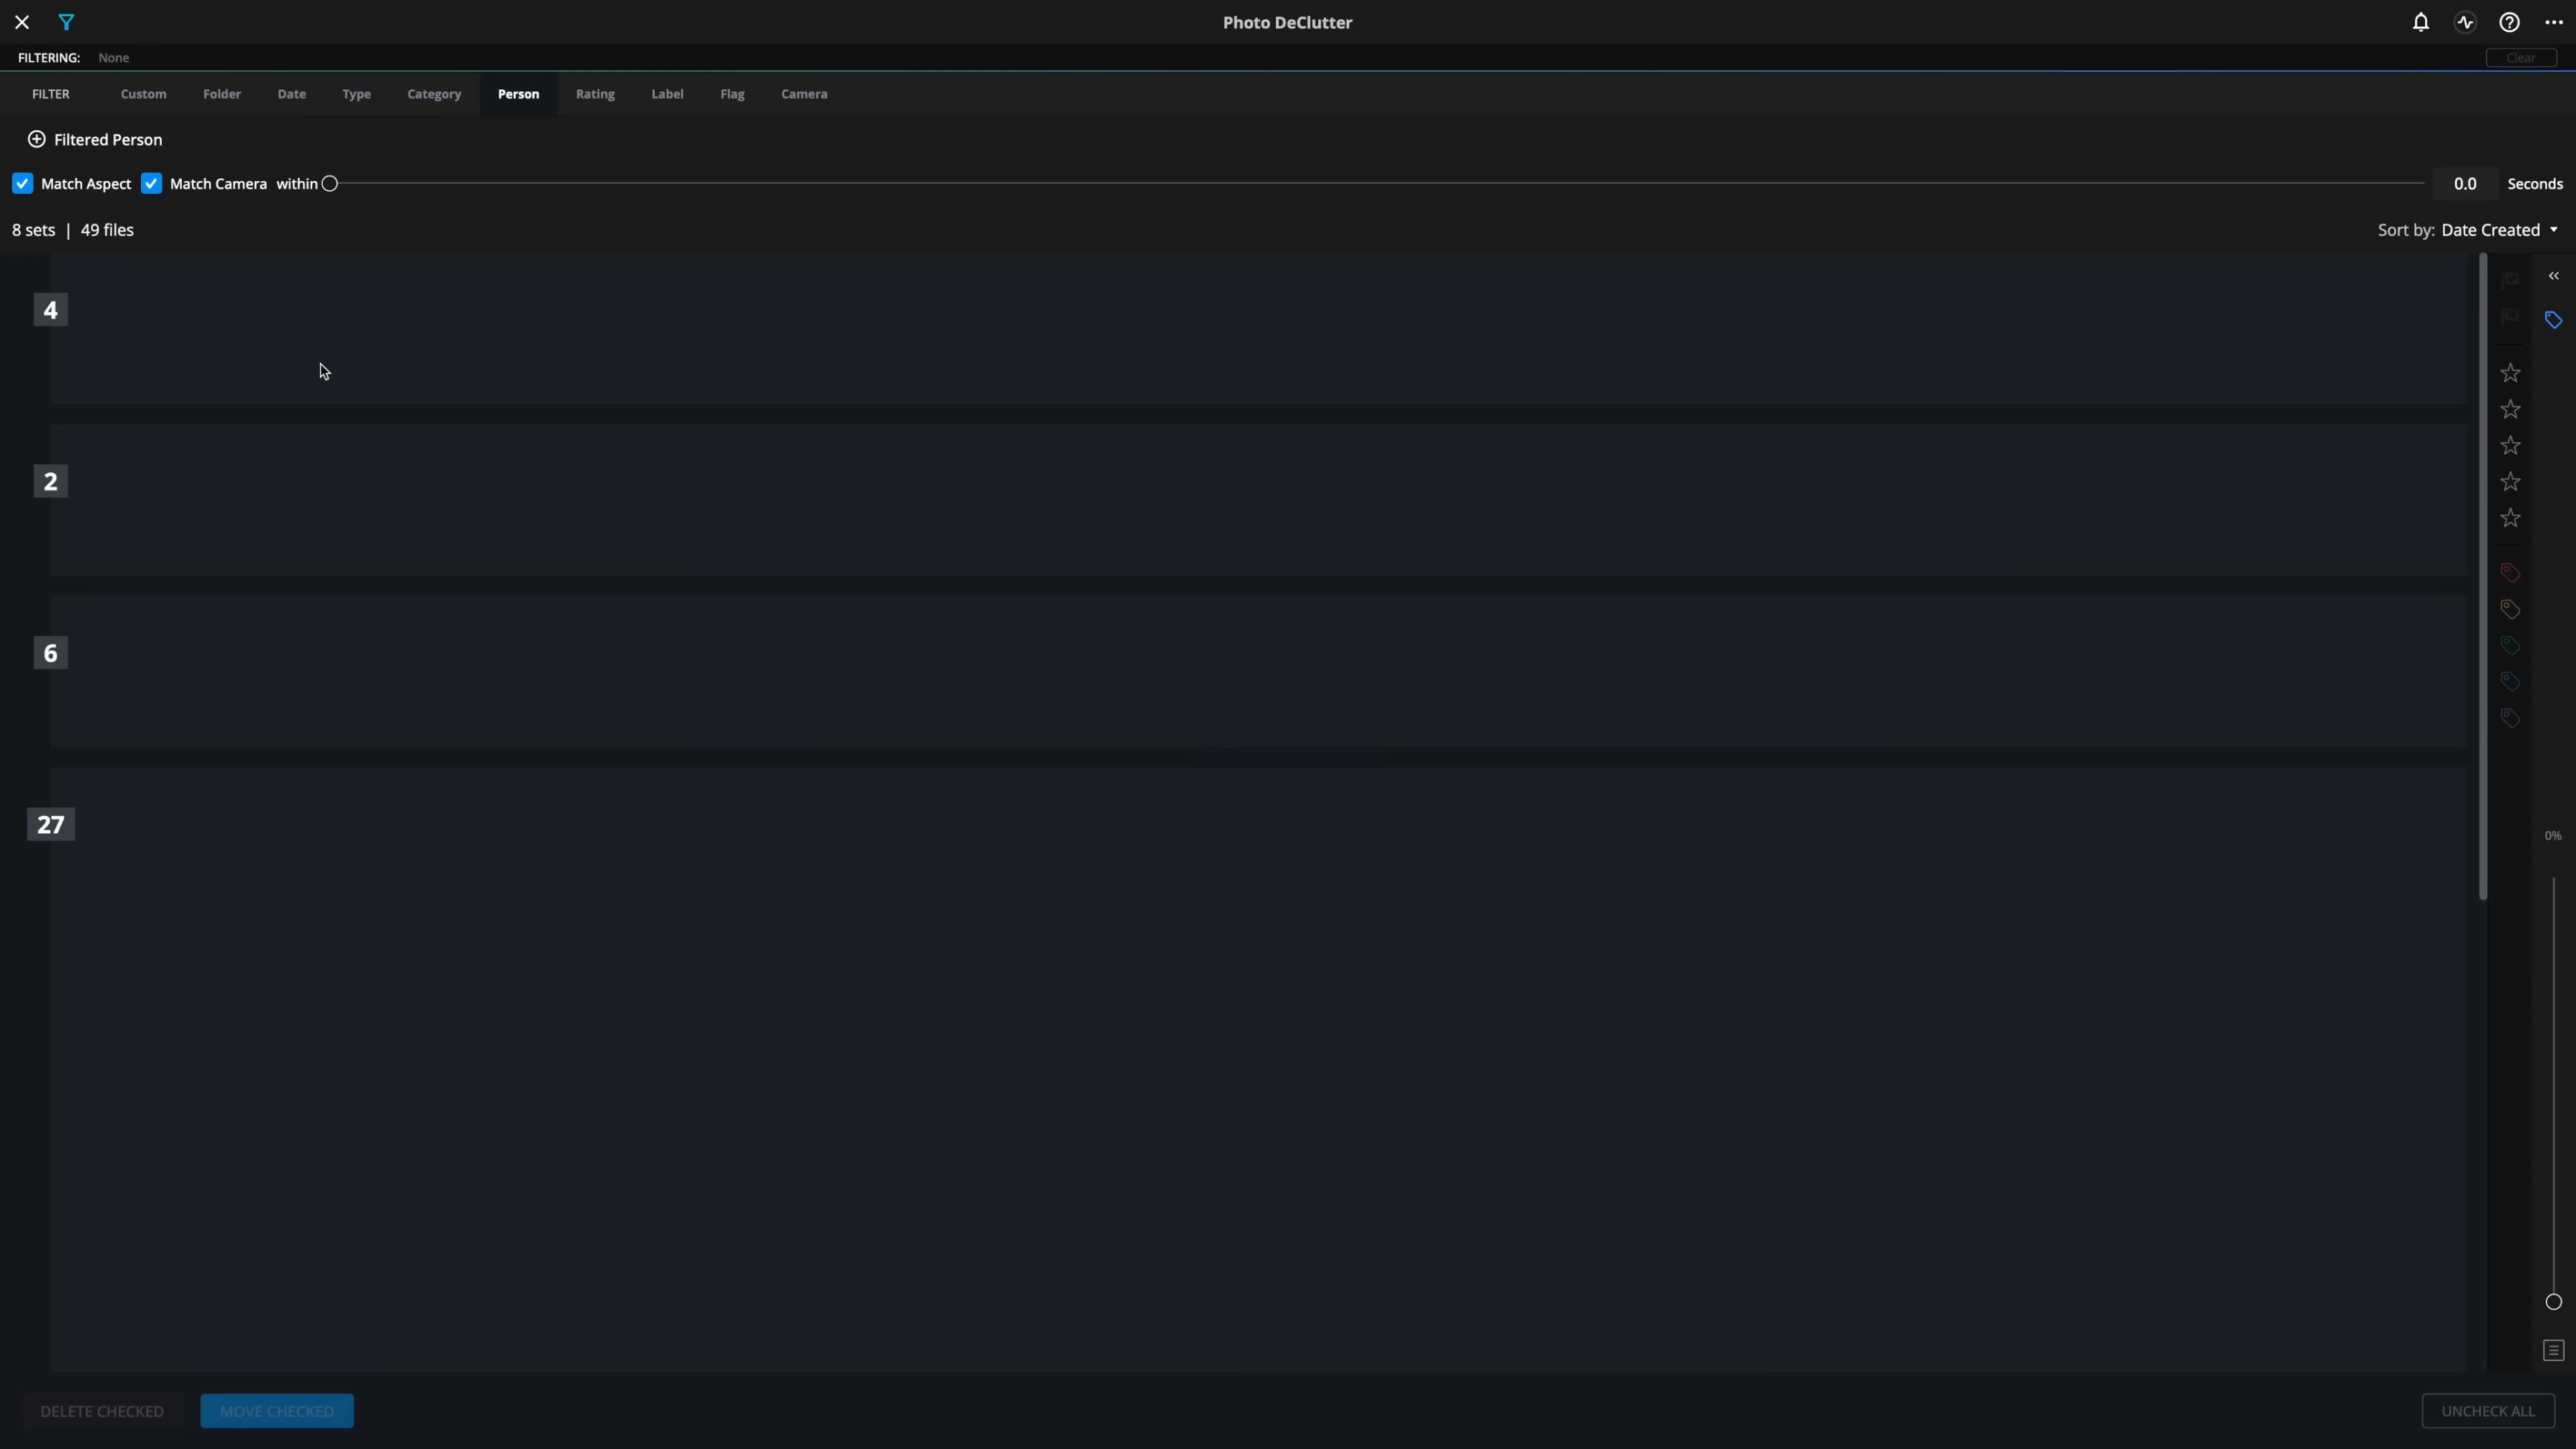 Photo DeClutter
FILTERING: None
Clear
FILTER Custom Folder Date Type Category Person Rating Label Flag Camera
Filtered Person
Match Aspect Match Camera within 0.0 Seconds
8 sets | 49 files
Sort by: Date Created
4
2
6
27
0%
DELETE CHECKED MOVE CHECKED UNCHECK ALL